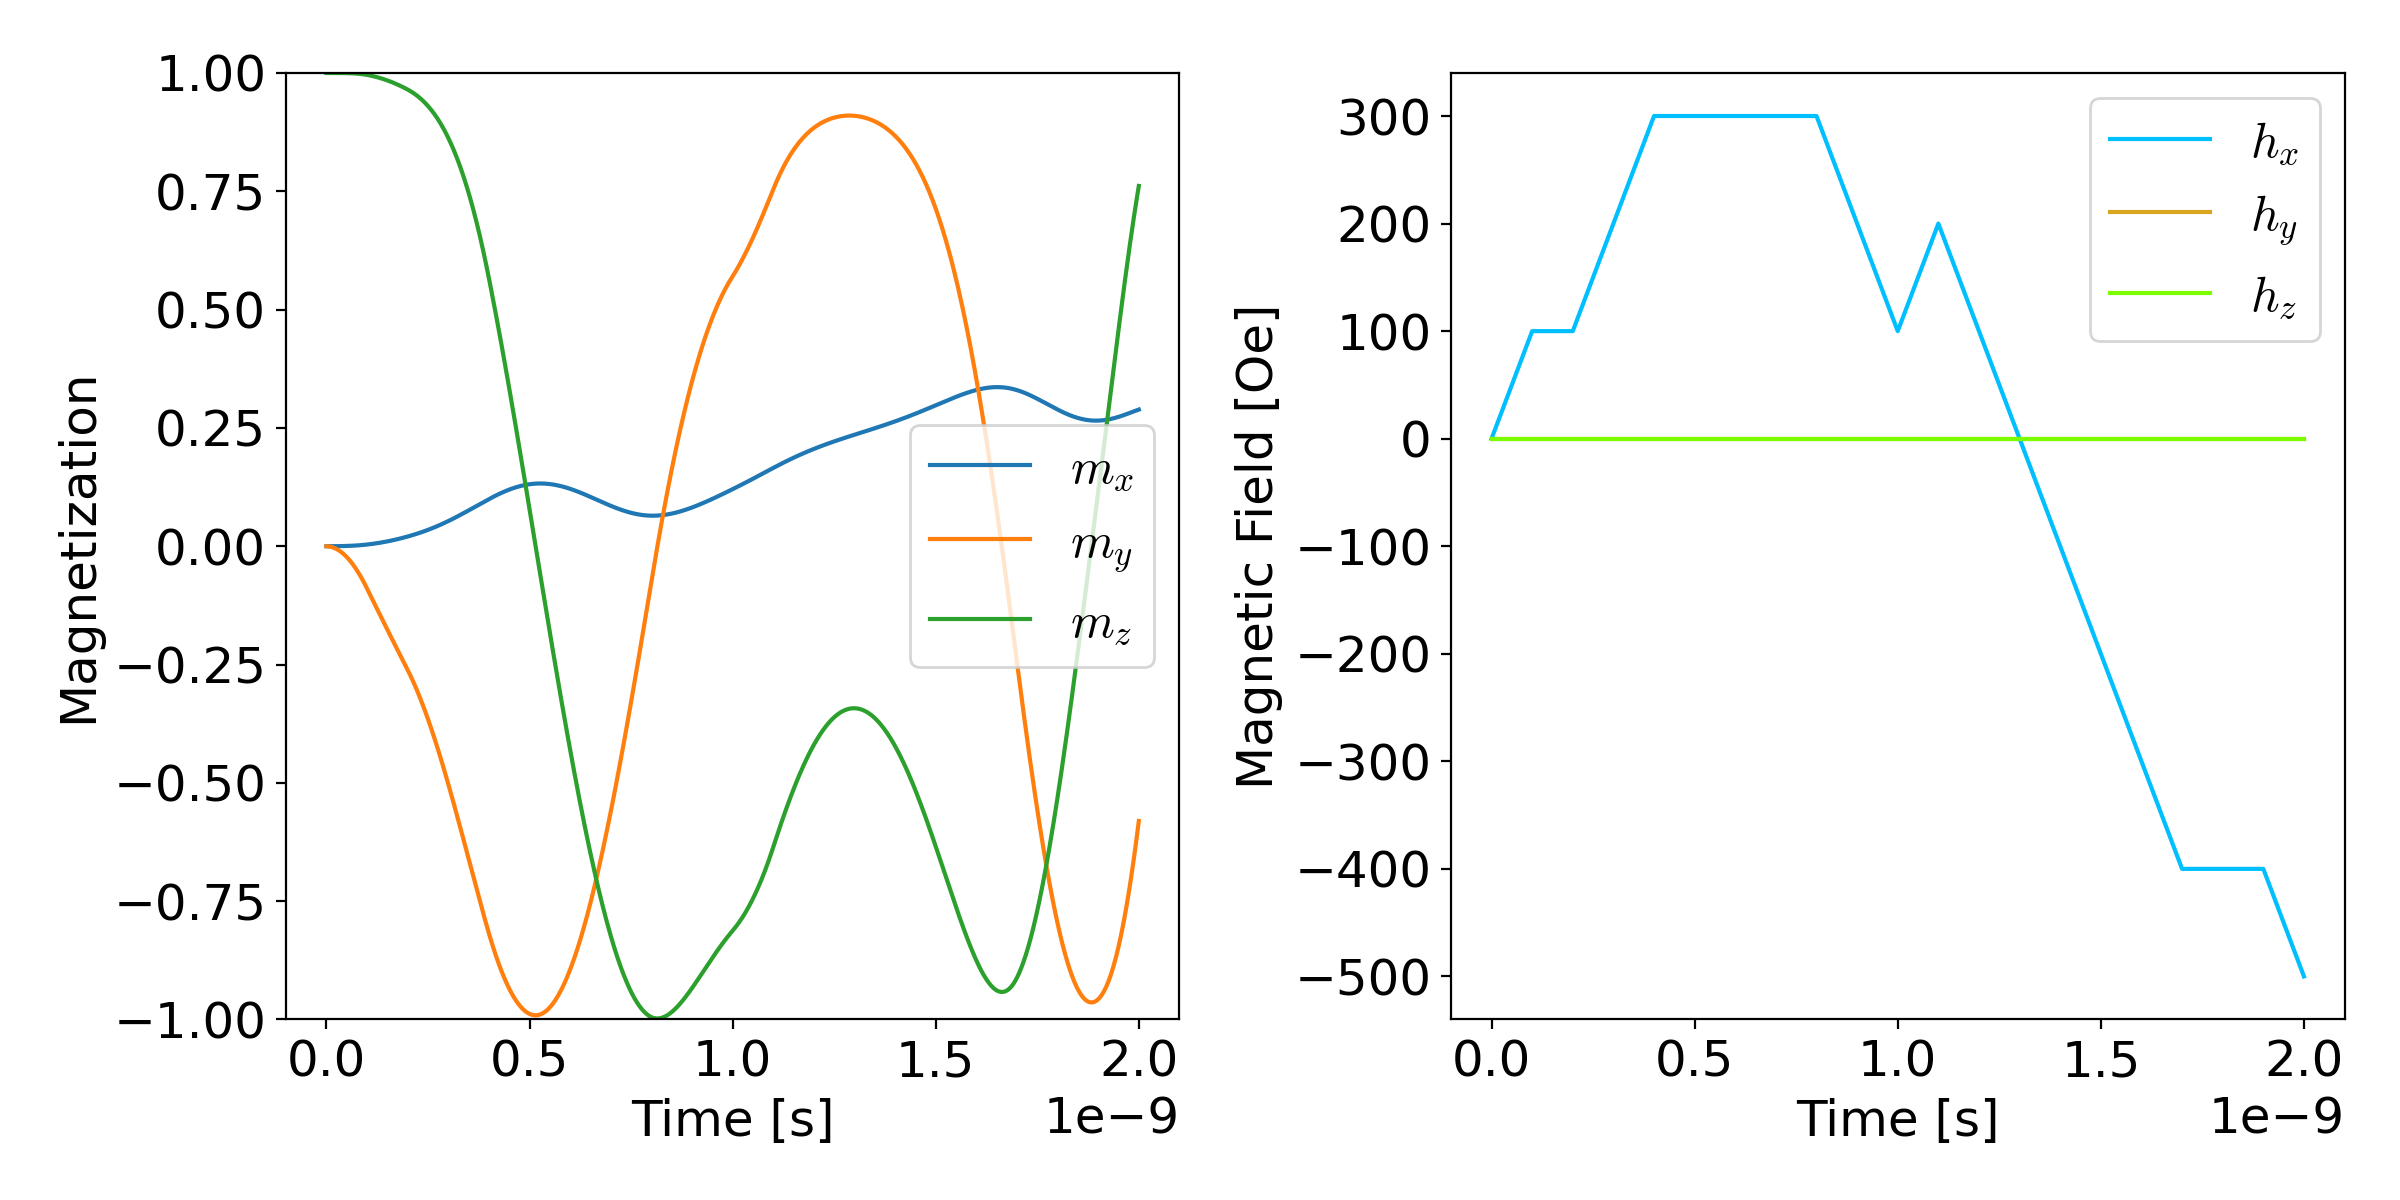 Magnetization
1.00
0.75
0.50
0.25
0.00
−0.25
−0.50
−0.75
−1.00
0.0 0.5 1.0 1.5 2.0
Time [s]
1e−9
m_x
m_y
m_z
Magnetic Field [Oe]
300
200
100
0
−100
−200
−300
−400
−500
0.0 0.5 1.0 1.5 2.0
Time [s]
1e−9
h_x
h_y
h_z